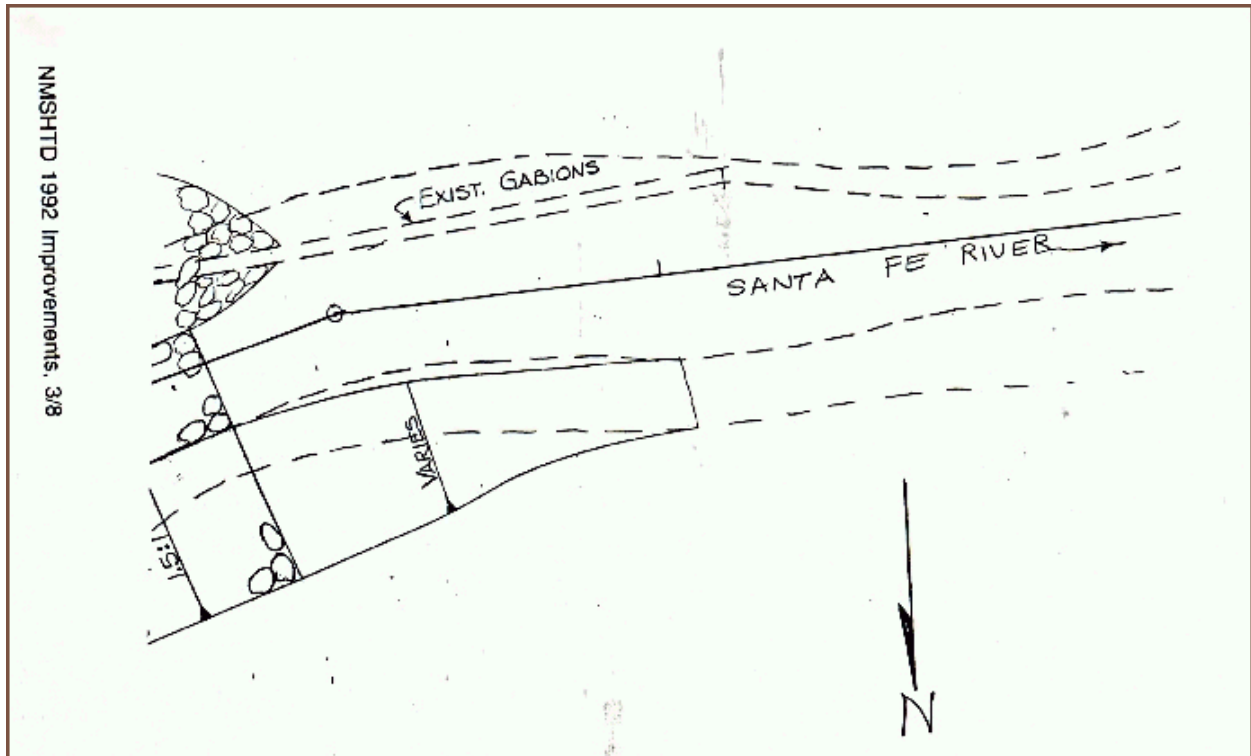 NMSHTD 1992 Improvements, 3/8
EXIST. GABIONS
SANTA FE RIVER
VARIES
1.5:1
N